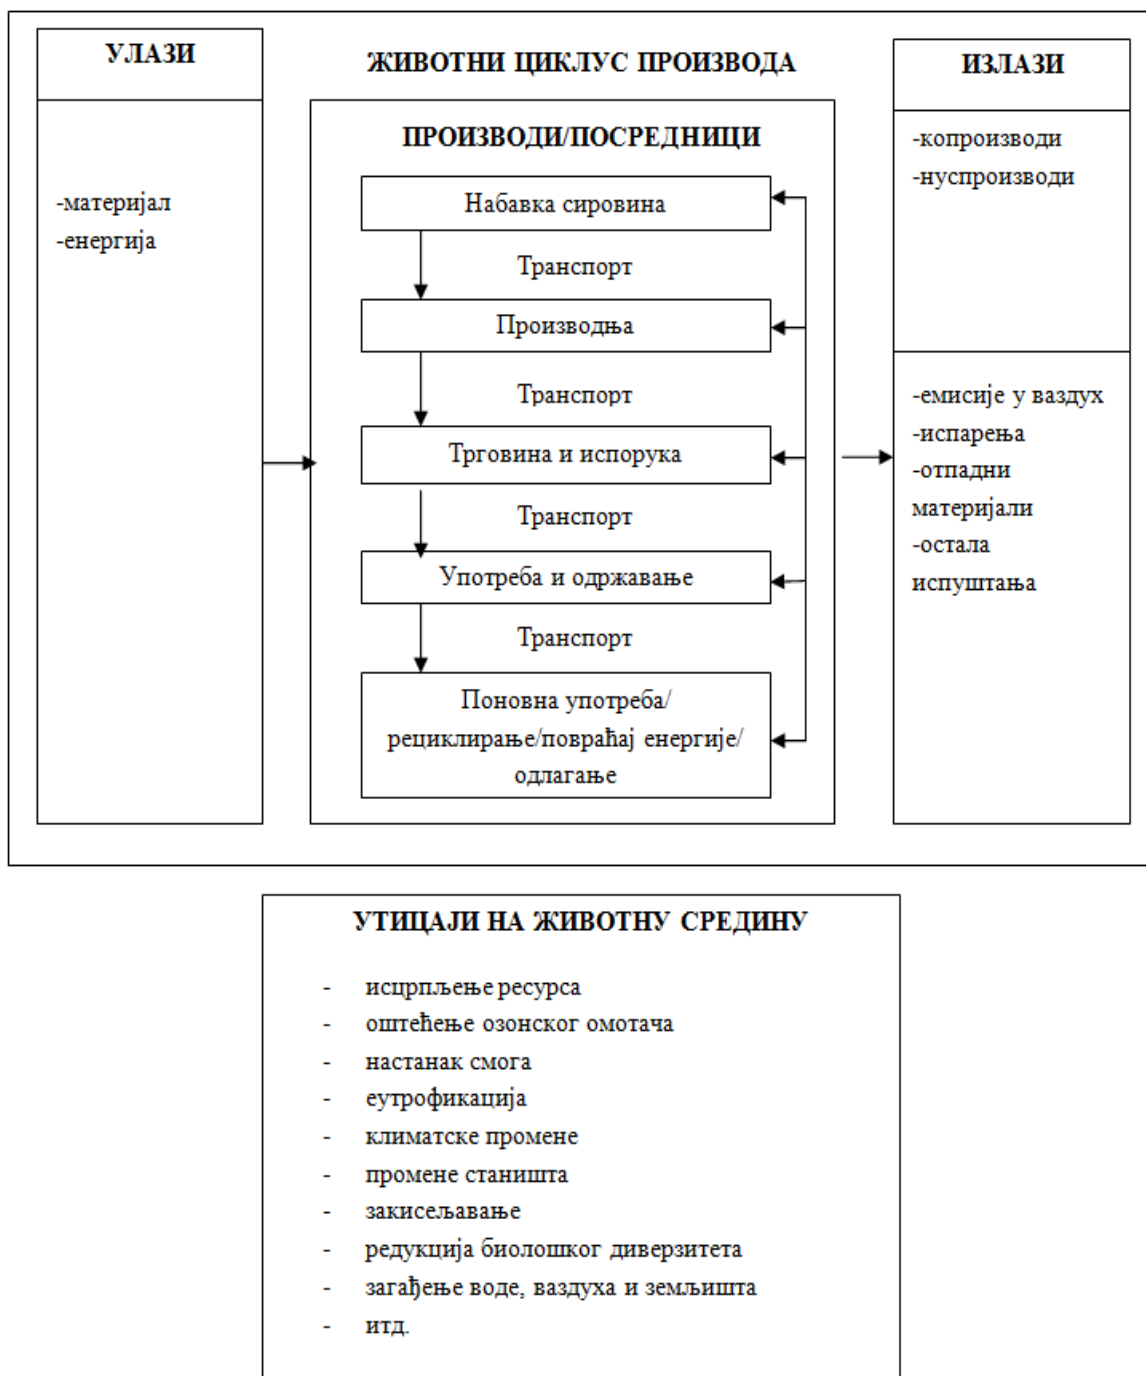 УЛАЗИ
-материјал
-енергија
ЖИВОТНИ ЦИКЛУС ПРОИЗВОДА
ПРОИЗВОДИ/ПОСРЕДНИЦИ
Набавка сировина
Транспорт
Производња
Транспорт
Трговина и испорука
Транспорт
Употреба и одржавање
Транспорт
Поновна употреба/
рециклирање/повраћај енергије/
одлагање
ИЗЛАЗИ
-копроизводи
-нуспроизводи
-емисије у ваздух
-испарења
-отпадни
материјали
-остала
испуштања
УТИЦАЈИ НА ЖИВОТНУ СРЕДИНУ
- исцрпљење ресурса
- оштећење озонског омотача
- настанак смога
- еутрофикација
- климатске промене
- промене станишта
- закисељавање
- редукција биолошког диверзитета
- загађење воде, ваздуха и земљишта
- итд.